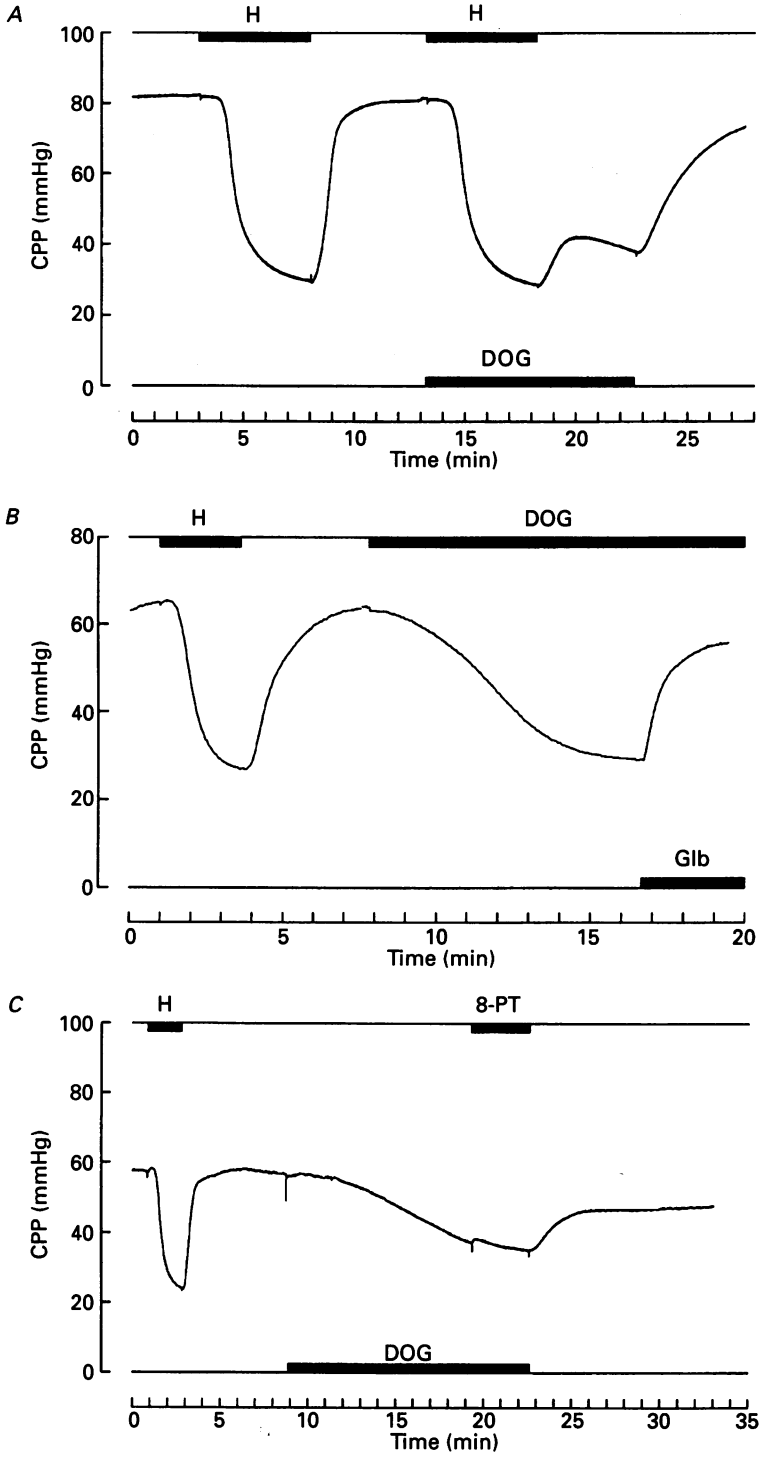 A
H H
100
80
60
40
20
0
CPP (mmHg)
DOG
0 5 10 15 20 25
Time (min)
B
H DOG
80
60
40
20
0
CPP (mmHg)
Glb
0 5 10 15 20
Time (min)
C
H 8-PT
100
80
60
40
20
0
CPP (mmHg)
DOG
0 5 10 15 20 25 30 35
Time (min)